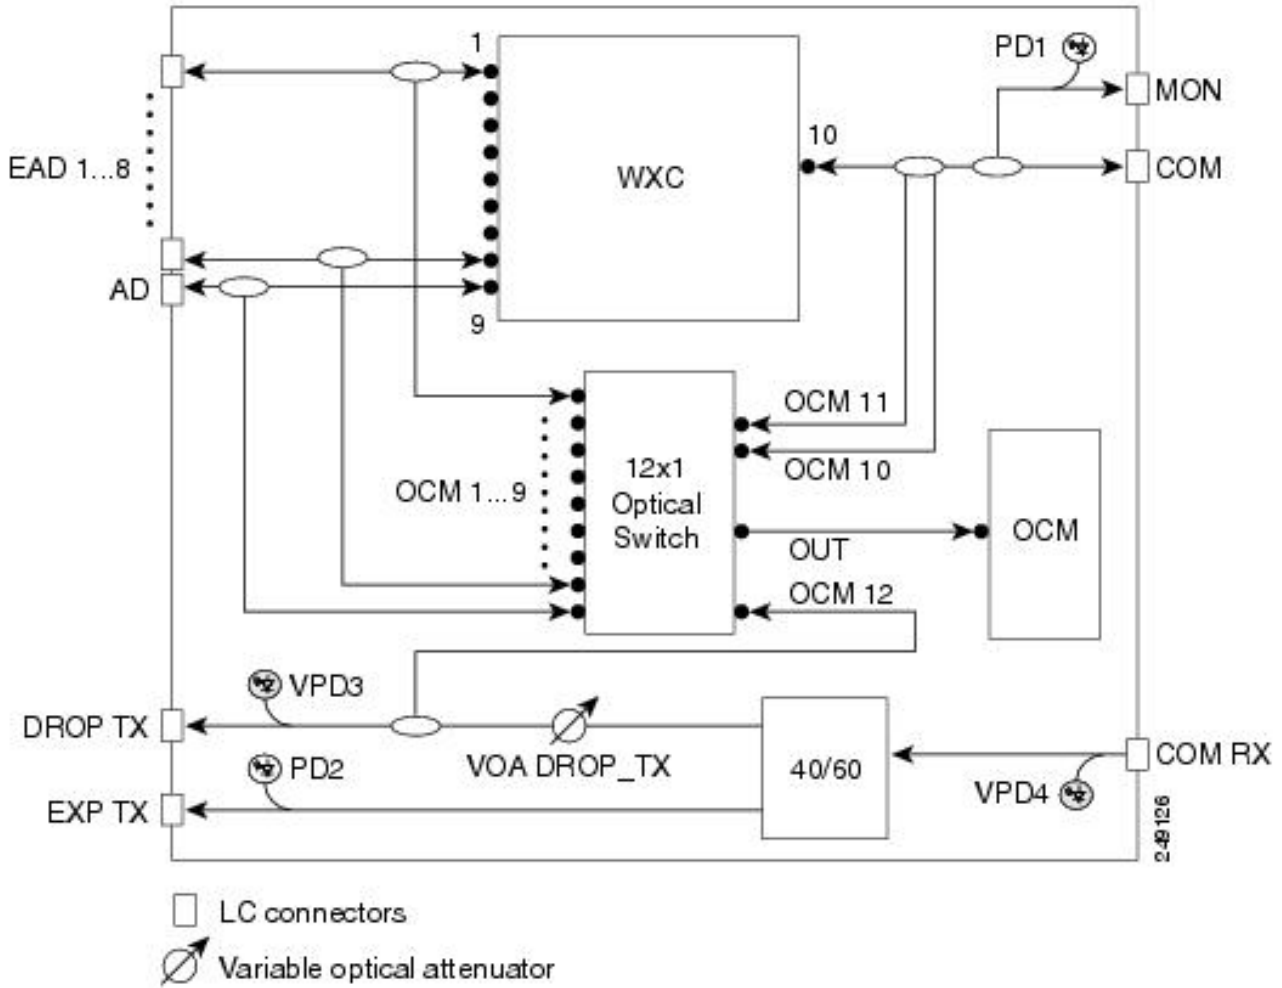 1
PD1
MON
10
EAD 1...8
WXC
COM
AD
9
OCM 11
12x1
Optical
Switch
OCM 10
OCM 1...9
OCM
OUT
OCM 12
VPD3
DROP TX
VOA DROP_TX
40/60
COM RX
PD2
VPD4
EXP TX
249126
LC connectors
Variable optical attenuator